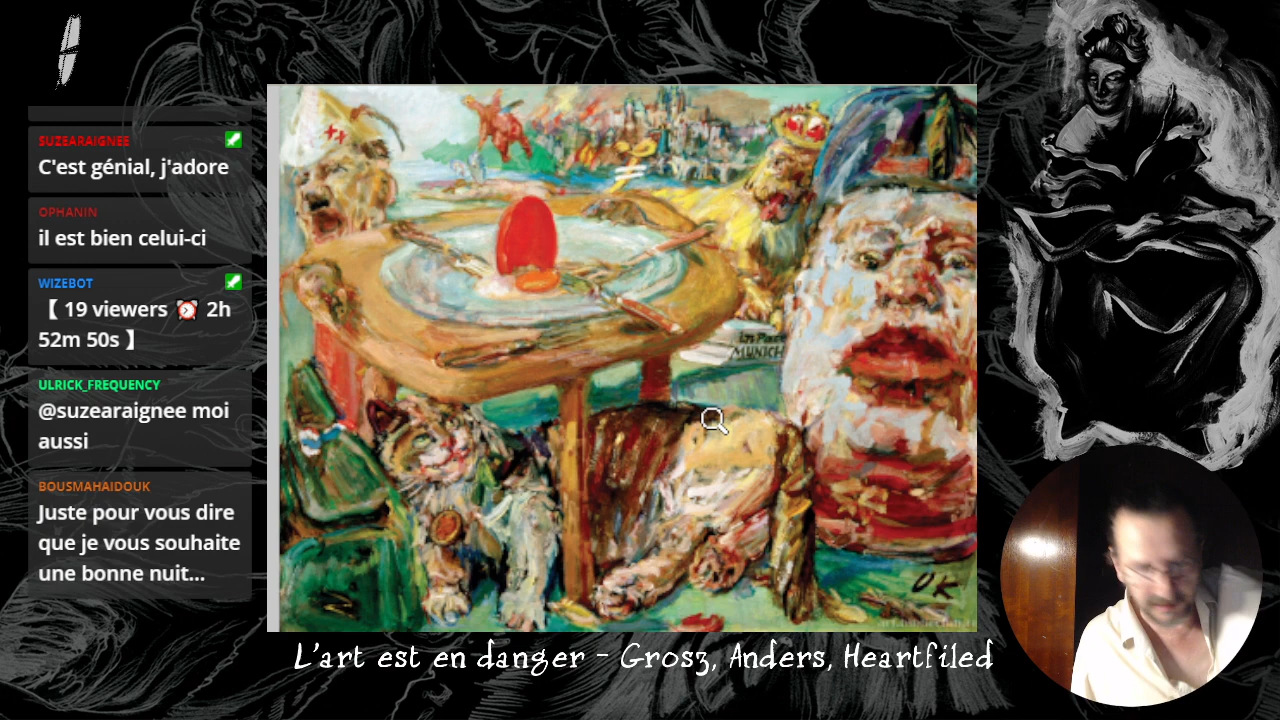 SUZEARAIGNEE
C'est génial, j'adore
OPHANIN
il est bien celui-ci
WIZEBOT
【 19 viewers ⏰ 2h
52m 50s 】
ULRICK_FREQUENCY
@suzearaignee moi
aussi
BOUSMAHAIDOUK
Juste pour vous dire
que je vous souhaite
une bonne nuit...
MUNICH
OK
L'art est en danger - Grosz, Anders, Heartfiled